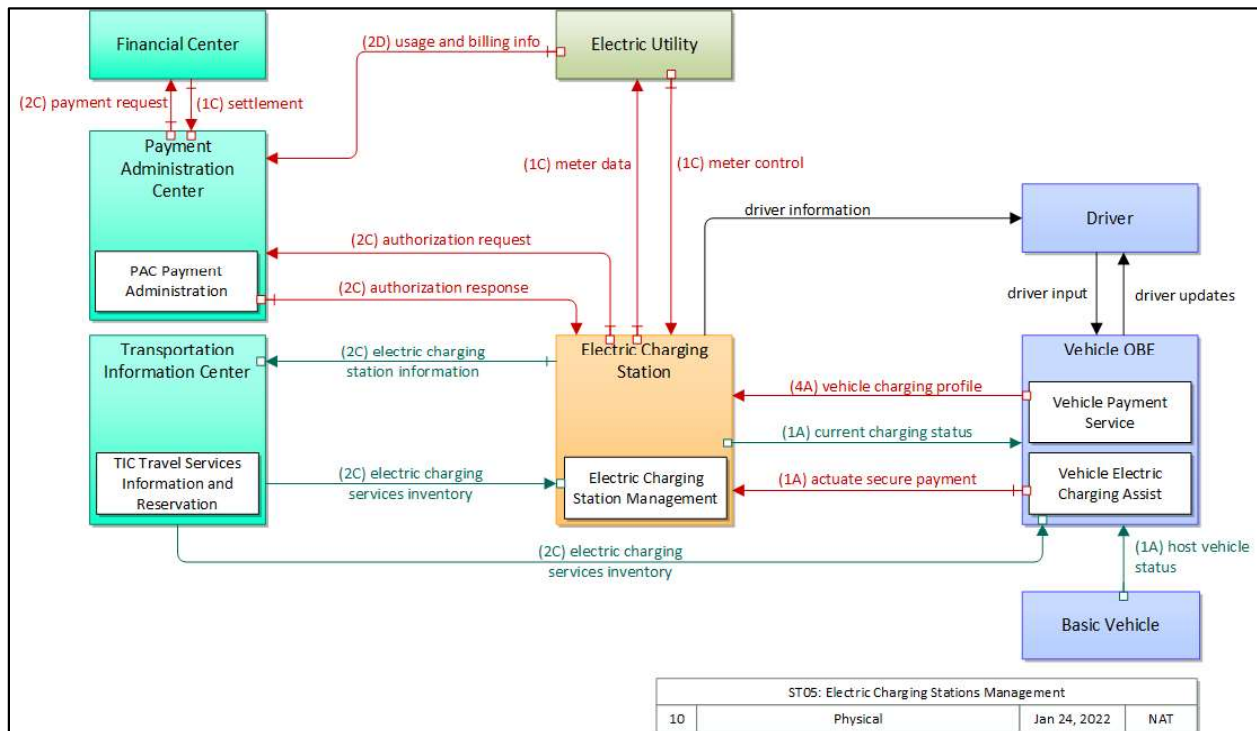 Financial Center
(2D) usage and billing info
Electric Utility
(2C) payment request
(1C) settlement
Payment
Administration
Center
(1C) meter data
(1C) meter control
driver information
Driver
(2C) authorization request
PAC Payment
Administration
(2C) authorization response
driver input
driver updates
Transportation
Information Center
(2C) electric charging
station information
Electric Charging
Station
Vehicle OBE
(4A) vehicle charging profile
Vehicle Payment
Service
(1A) current charging status
TIC Travel Services
Information and
Reservation
(2C) electric charging
services inventory
Electric Charging
Station Management
(1A) actuate secure payment
Vehicle Electric
Charging Assist
(2C) electric charging
services inventory
(1A) host vehicle
status
Basic Vehicle
ST05: Electric Charging Stations Management
10 Physical Jan 24, 2022 NAT